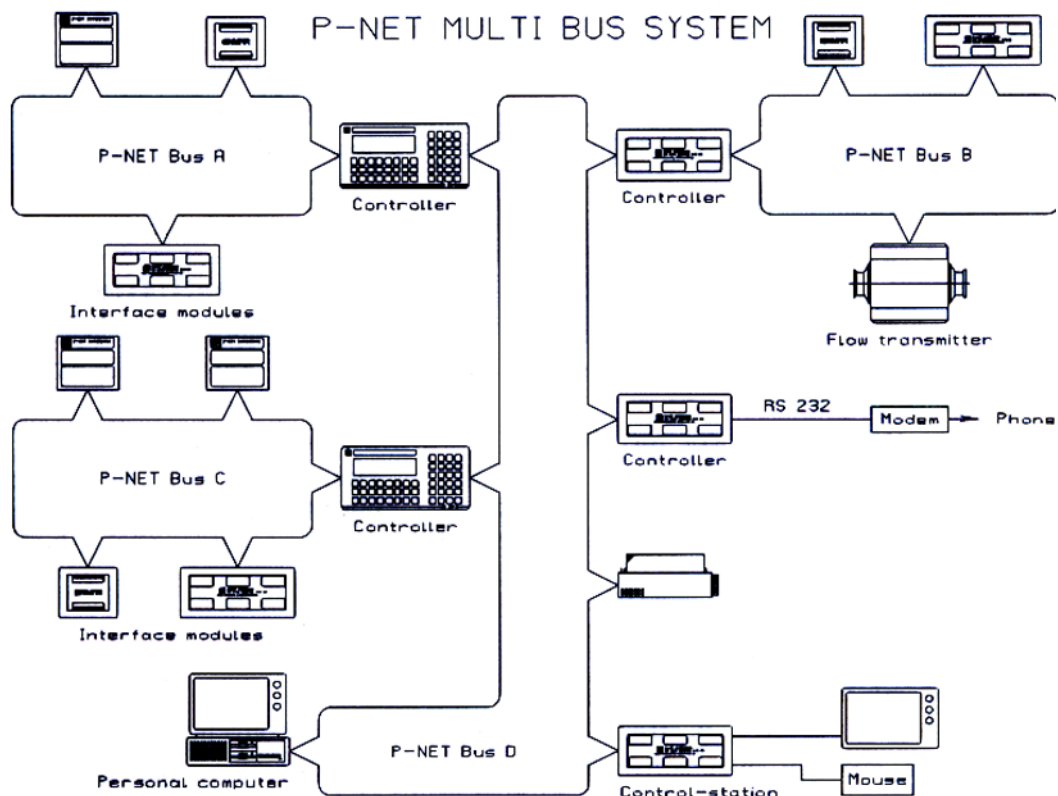 P-NET MULTI BUS SYSTEM
P-NET Bus A
Controller
Controller
P-NET Bus B
Interface modules
Flow transmitter
RS 232
Modem
Phone
Controller
P-NET Bus C
Controller
Interface modules
P-NET Bus D
Personal computer
Control-station
Mouse